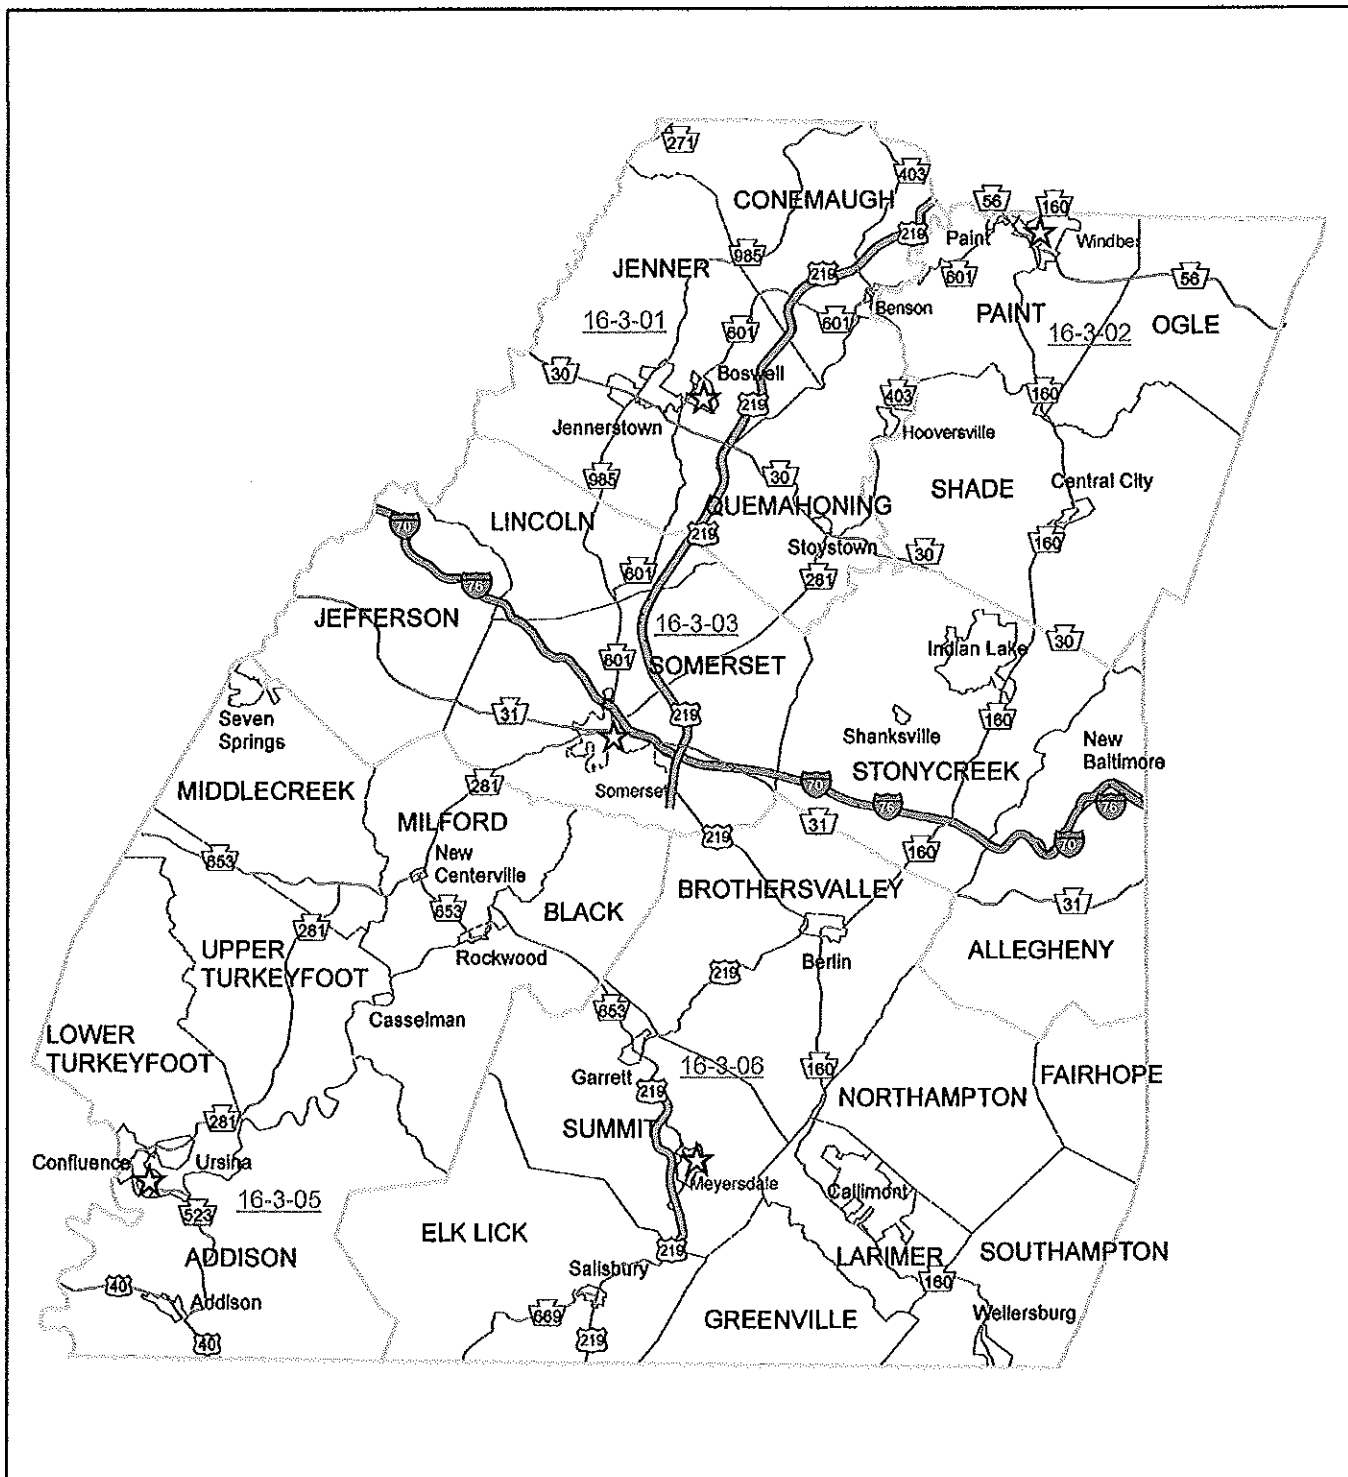 271
403
CONEMAUGH
56
160
219
Paint
Windber
985
JENNER
219
601
56
Benson
PAINT
16-3-01
601
601
16-3-02
OGLE
30
Boswell
219
403
160
Jennerstown
Hooversville
985
30
SHADE
Central City
QUEMAHONING
70
LINCOLN
219
Stoystown
30
160
76
601
281
JEFFERSON
16-3-03
Indian Lake
30
601
SOMERSET
Seven
Springs
31
219
160
Shanksville
New
Baltimore
STONYCREEK
MIDDLECREEK
281
Somerset
70
76
76
MILFORD
219
31
160
70
653
New
Centerville
BROTHERSVALLEY
653
BLACK
31
281
UPPER
TURKEYFOOT
Rockwood
Berlin
ALLEGHENY
219
Casselman
653
LOWER
TURKEYFOOT
16-3-06
160
Garrett
FAIRHOPE
219
NORTHAMPTON
281
SUMMIT
Confluence
Ursina
Meyersdale
Callimont
16-3-05
523
ELK LICK
219
LARIMER
SOUTHAMPTON
ADDISON
Salisbury
40
160
Addison
669
GREENVILLE
Wellersburg
40
219